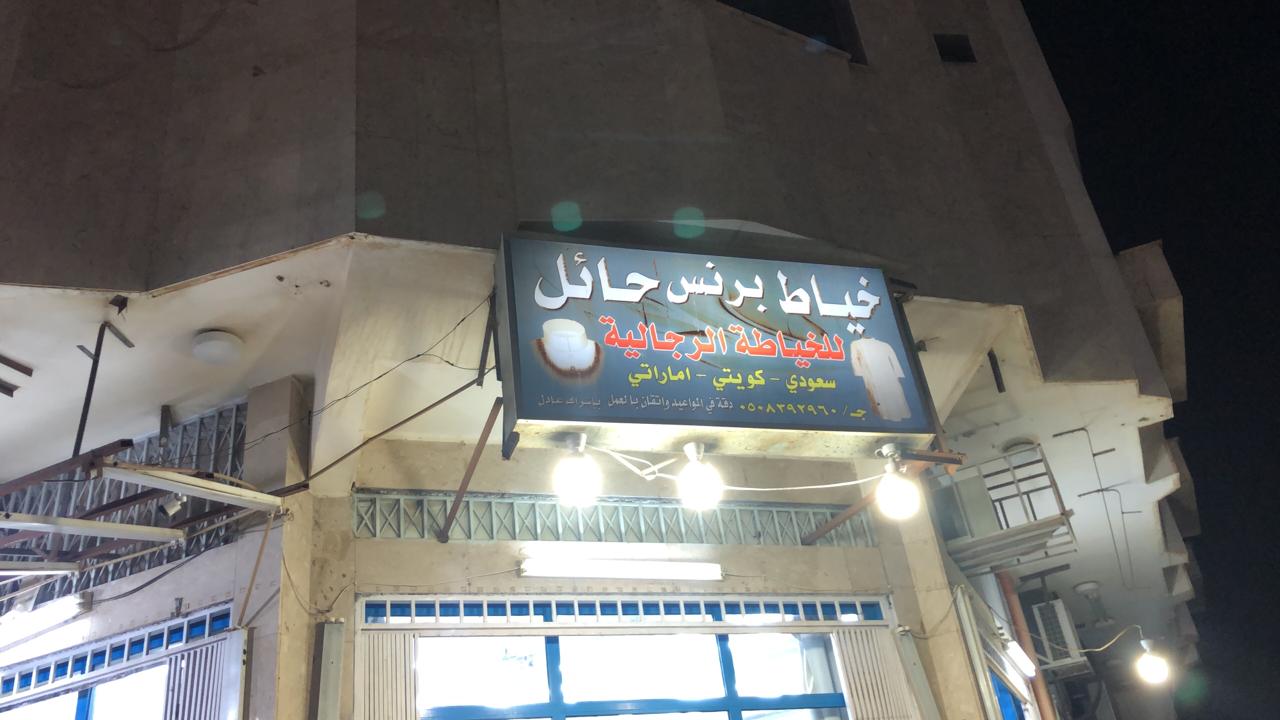 خياط برنس حائل
للخياطة الرجالية
سعودي - كويتي - اماراتي
جـ / ٠٥٠٨٣٩٢٩٦٠ دقة في المواعيد واتقان بالعمل بإشراف عادل